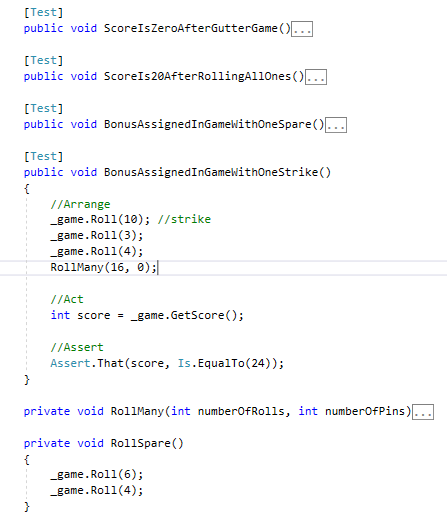 [Test]
public void ScoreIsZeroAfterGutterGame()...
[Test]
public void ScoreIs20AfterRollingAllOnes()...
[Test]
public void BonusAssignedInGameWithOneSpare()...
[Test]
public void BonusAssignedInGameWithOneStrike()
{
//Arrange
_game.Roll(10); //strike
_game.Roll(3);
_game.Roll(4);
RollMany(16, 0);
//Act
int score = _game.GetScore();
//Assert
Assert.That(score, Is.EqualTo(24));
}
private void RollMany(int numberOfRolls, int numberOfPins)...
private void RollSpare()
{
_game.Roll(6);
_game.Roll(4);
}